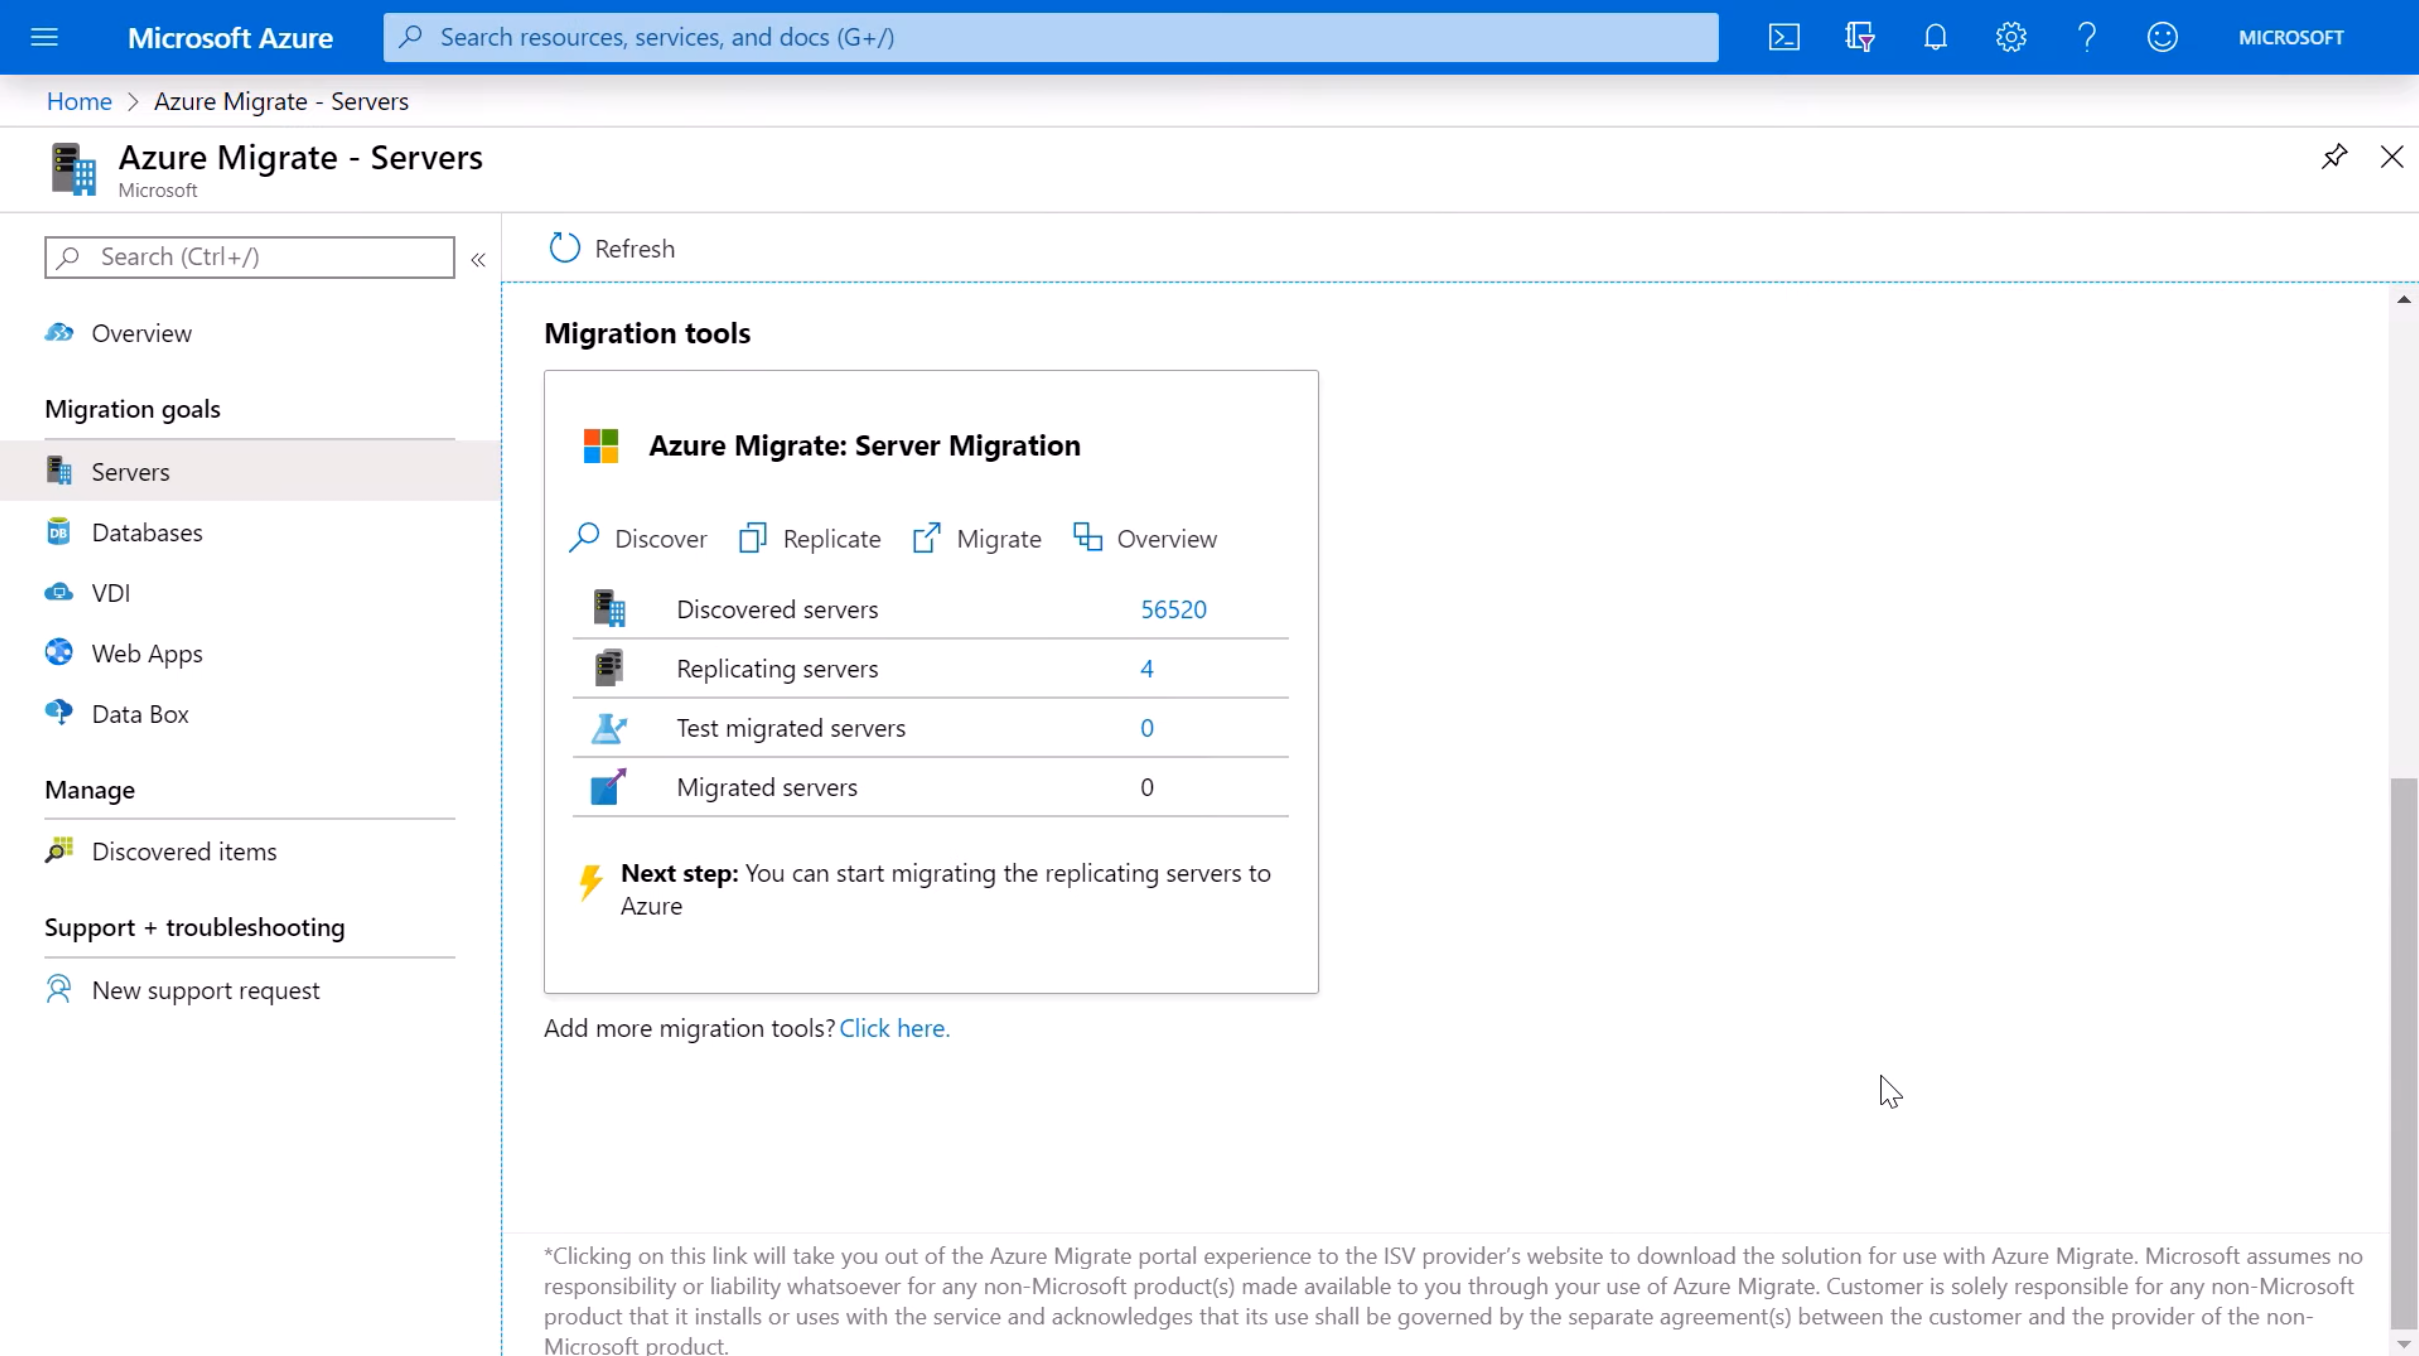 Microsoft Azure
Search resources, services, and docs (G+/)
MICROSOFT
Home > Azure Migrate - Servers
Azure Migrate - Servers
Microsoft
Search (Ctrl+/)
«
Refresh
Overview
Migration goals
Servers
Databases
VDI
Web Apps
Data Box
Manage
Discovered items
Support + troubleshooting
New support request
Migration tools
Azure Migrate: Server Migration
Discover Replicate Migrate Overview
Discovered servers 56520
Replicating servers 4
Test migrated servers 0
Migrated servers 0
Next step: You can start migrating the replicating servers to
Azure
Add more migration tools? Click here.
*Clicking on this link will take you out of the Azure Migrate portal experience to the ISV provider's website to download the solution for use with Azure Migrate. Microsoft assumes no
responsibility or liability whatsoever for any non-Microsoft product(s) made available to you through your use of Azure Migrate. Customer is solely responsible for any non-Microsoft
product that it installs or uses with the service and acknowledges that its use shall be governed by the separate agreement(s) between the customer and the provider of the non-
Microsoft product.